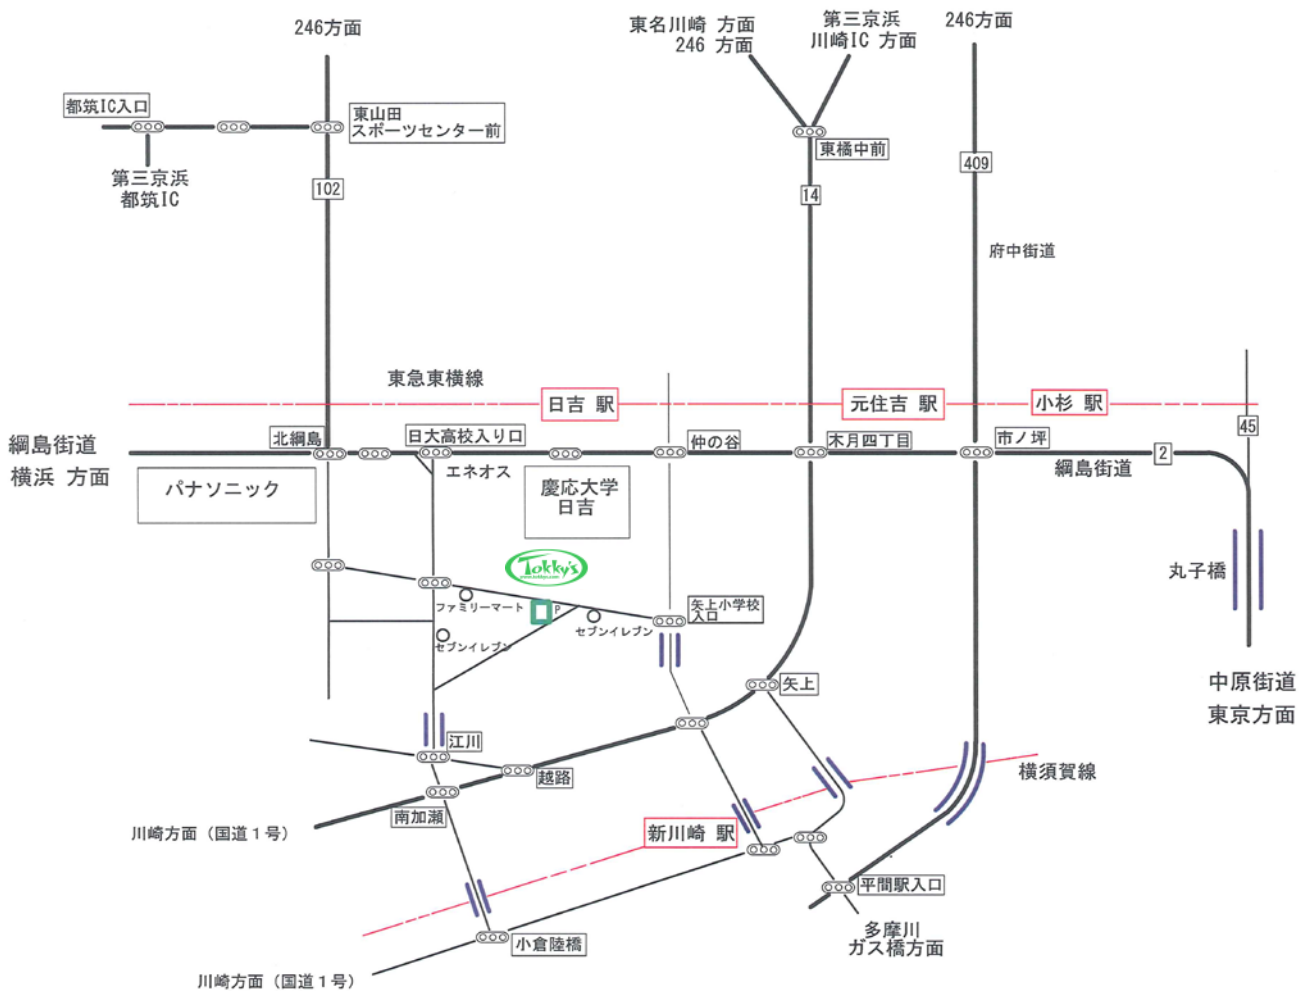 246方面
東名川崎 方面
246 方面
第三京浜
川崎IC 方面
246方面
都筑IC入口
東山田
スポーツセンター前
第三京浜
都筑IC
102
東橘中前
14
409
府中街道
東急東横線
日吉 駅
元住吉 駅
小杉 駅
45
綱島街道
横浜 方面
北綱島
日大高校入り口
エネオス
仲の谷
木月四丁目
市ノ坪
綱島街道
2
パナソニック
慶応大学
日吉
Tokky's
www.tokkys.com
丸子橋
ファミリーマート
P
セブンイレブン
矢上小学校
入口
セブンイレブン
矢上
中原街道
東京方面
江川
越路
南加瀬
横須賀線
川崎方面（国道１号）
新川崎 駅
平間駅入口
多摩川
ガス橋方面
小倉陸橋
川崎方面（国道１号）